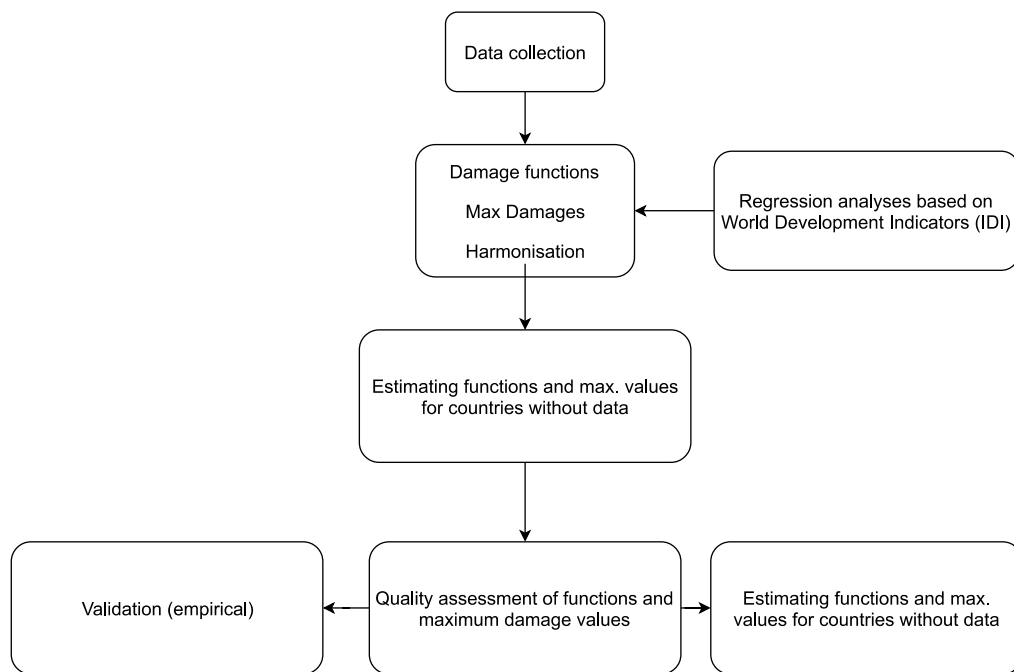 Data collection
Damage functions
Max Damages
Harmonisation
Regression analyses based on
World Development Indicators (IDI)
Estimating functions and max. values
for countries without data
Validation (empirical)
Quality assessment of functions and
maximum damage values
Estimating functions and max.
values for countries without data